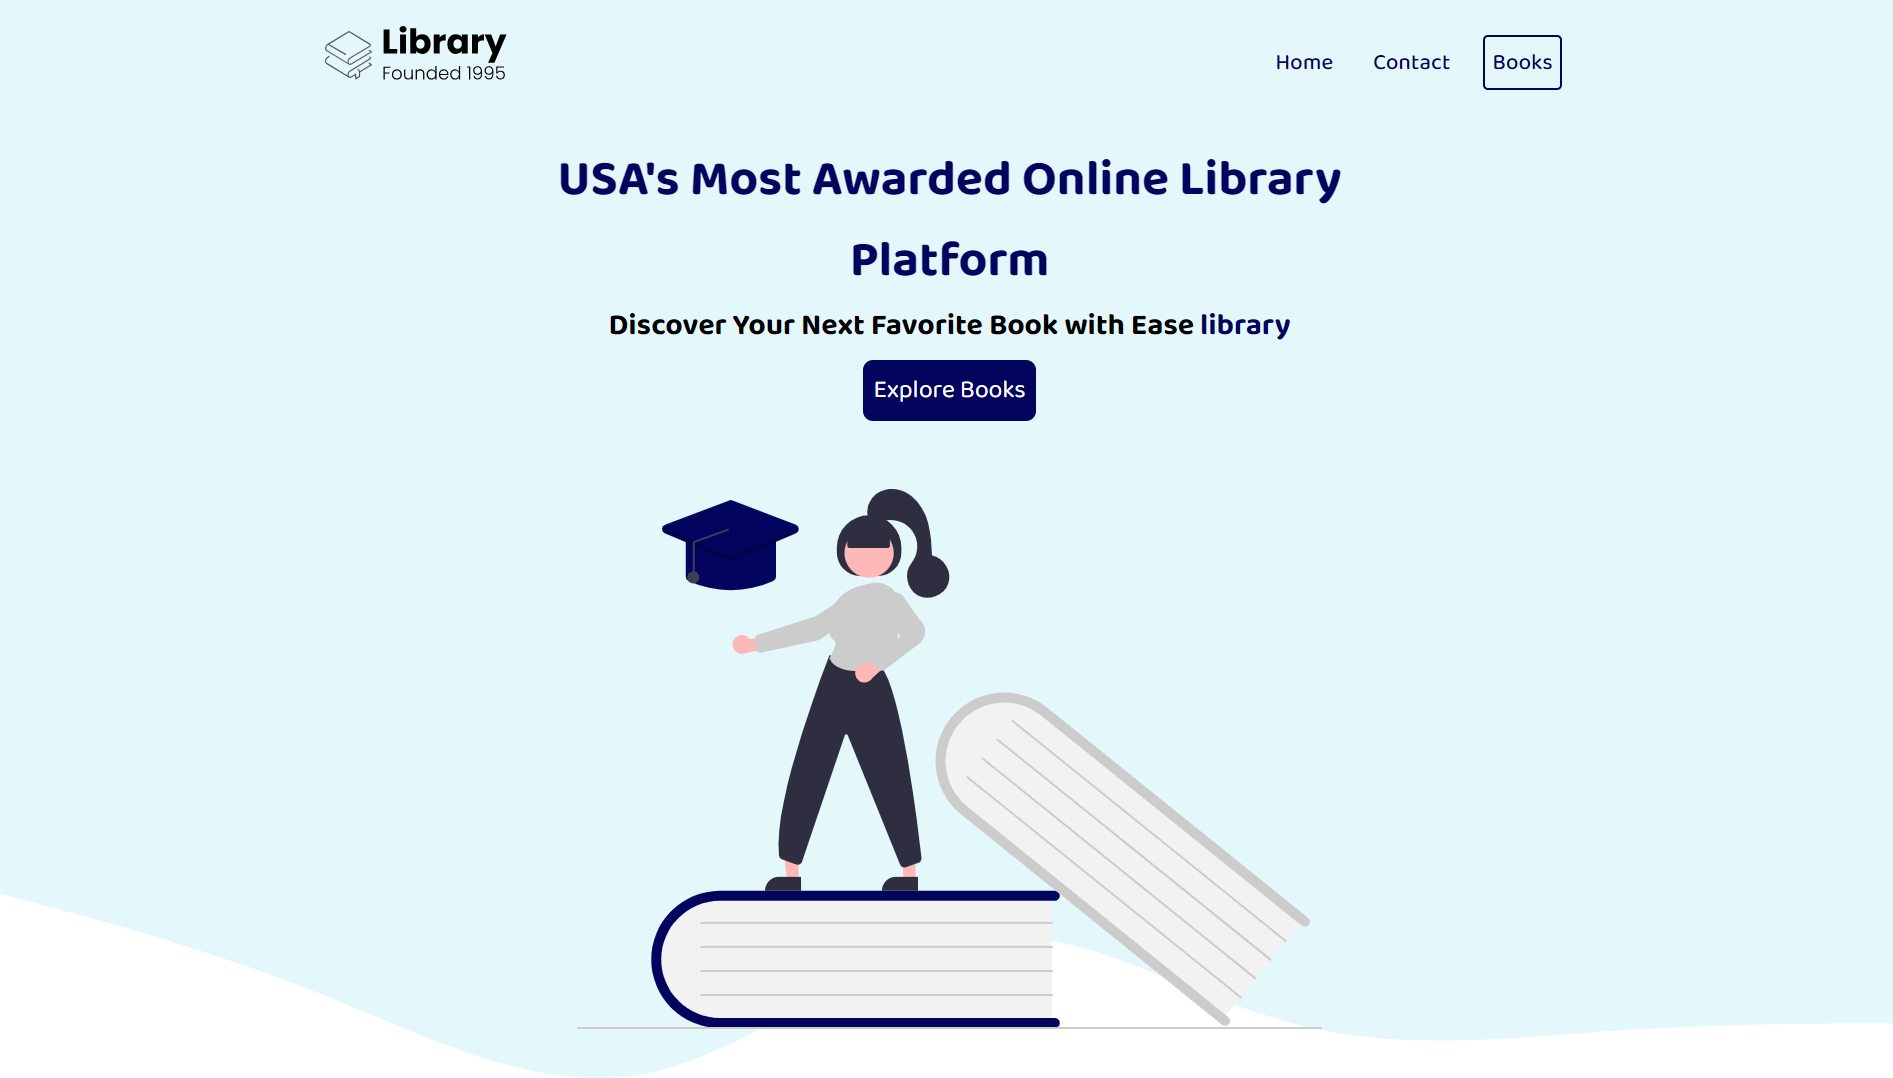 Library
Founded 1995
Home Contact Books
USA's Most Awarded Online Library
Platform
Discover Your Next Favorite Book with Ease library
Explore Books